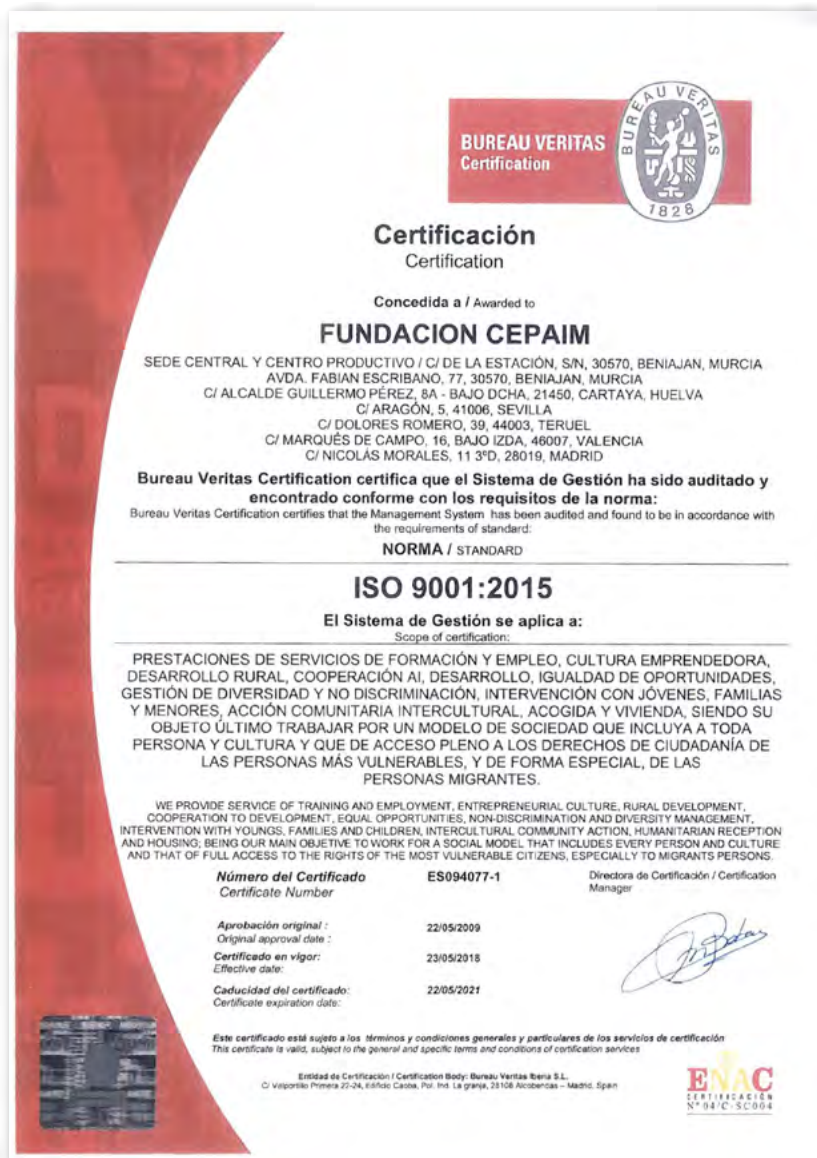 BUREAU VERITAS
Certification
BUREAU VERITAS
1828
Certificación
Certification
Concedida a / Awarded to
FUNDACION CEPAIM
SEDE CENTRAL Y CENTRO PRODUCTIVO / C/ DE LA ESTACIÓN, S/N, 30570, BENIAJAN, MURCIA
AVDA. FABIAN ESCRIBANO, 77, 30570, BENIAJAN, MURCIA
C/ ALCALDE GUILLERMO PÉREZ, 8A - BAJO DCHA, 21450, CARTAYA, HUELVA
C/ ARAGÓN, 5, 41006, SEVILLA
C/ DOLORES ROMERO, 39, 44003, TERUEL
C/ MARQUÉS DE CAMPO, 16, BAJO IZDA, 46007, VALENCIA
C/ NICOLÁS MORALES, 11 3ºD, 28019, MADRID
Bureau Veritas Certification certifica que el Sistema de Gestión ha sido auditado y
encontrado conforme con los requisitos de la norma:
Bureau Veritas Certification certifies that the Management System has been audited and found to be in accordance with
the requirements of standard:
NORMA / STANDARD
ISO 9001:2015
El Sistema de Gestión se aplica a:
Scope of certification:
PRESTACIONES DE SERVICIOS DE FORMACIÓN Y EMPLEO, CULTURA EMPRENDEDORA,
DESARROLLO RURAL, COOPERACIÓN AI, DESARROLLO, IGUALDAD DE OPORTUNIDADES,
GESTIÓN DE DIVERSIDAD Y NO DISCRIMINACIÓN, INTERVENCIÓN CON JÓVENES, FAMILIAS
Y MENORES, ACCIÓN COMUNITARIA INTERCULTURAL, ACOGIDA Y VIVIENDA, SIENDO SU
OBJETO ÚLTIMO TRABAJAR POR UN MODELO DE SOCIEDAD QUE INCLUYA A TODA
PERSONA Y CULTURA Y QUE DE ACCESO PLENO A LOS DERECHOS DE CIUDADANÍA DE
LAS PERSONAS MÁS VULNERABLES, Y DE FORMA ESPECIAL, DE LAS
PERSONAS MIGRANTES.
WE PROVIDE SERVICE OF TRAINING AND EMPLOYMENT, ENTREPRENEURIAL CULTURE, RURAL DEVELOPMENT,
COOPERATION TO DEVELOPMENT, EQUAL OPPORTUNITIES, NON-DISCRIMINATION AND DIVERSITY MANAGEMENT,
INTERVENTION WITH YOUNGS, FAMILIES AND CHILDREN, INTERCULTURAL COMMUNITY ACTION, HUMANITARIAN RECEPTION
AND HOUSING; BEING OUR MAIN OBJETIVE TO WORK FOR A SOCIAL MODEL THAT INCLUDES EVERY PERSON AND CULTURE
AND THAT OF FULL ACCESS TO THE RIGHTS OF THE MOST VULNERABLE CITIZENS, ESPECIALLY TO MIGRANTS PERSONS.
Número del Certificado ES094077-1 Directora de Certificación / Certification
Certificate Number Manager
Aprobación original : 22/05/2009
Original approval date :
Certificado en vigor: 23/05/2018
Effective date:
Caducidad del certificado: 22/05/2021
Certificate expiration date:
Este certificado está sujeto a los términos y condiciones generales y particulares de los servicios de certificación
This certificate is valid, subject to the general and specific terms and conditions of certification services
Entidad de Certificación / Certification Body: Bureau Veritas Iberia S.L.
C/ Valportillo Primera 22-24, Edificio Caoba, Pol. Ind. La granja, 28108 Alcobendas – Madrid, Spain
ENAC
CERTIFICACIÓN
Nº 04/C-SC004